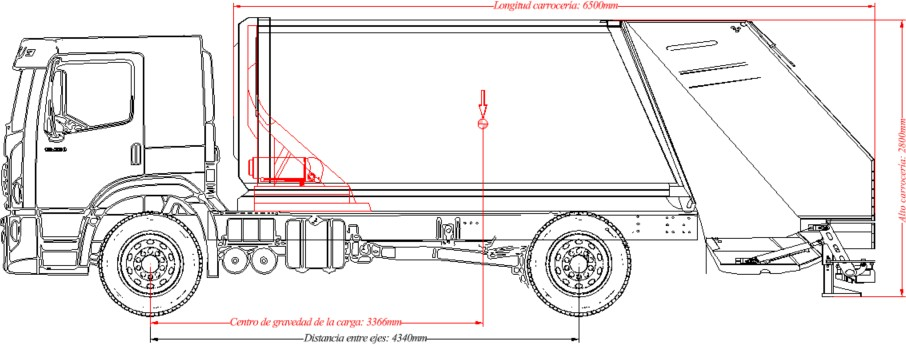 Longitud carrocería: 6500mm
Alto carrocería: 2800mm
Centro de gravedad de la carga: 3366mm
Distancia entre ejes: 4340mm